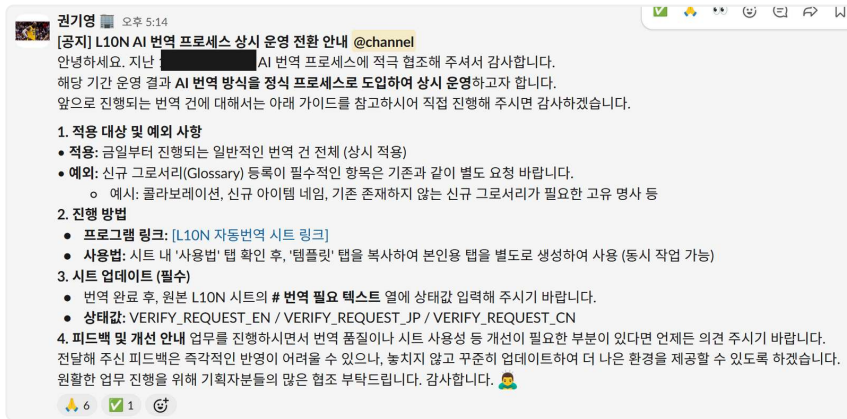 권기영 오후 5:14
[공지] L10N AI 번역 프로세스 상시 운영 전환 안내 @channel
안녕하세요. 지난 AI 번역 프로세스에 적극 협조해 주셔서 감사합니다.
해당 기간 운영 결과 AI 번역 방식을 정식 프로세스로 도입하여 상시 운영하고자 합니다.
앞으로 진행되는 번역 건에 대해서는 아래 가이드를 참고하시어 직접 진행해 주시면 감사하겠습니다.
1. 적용 대상 및 예외 사항
• 적용: 금일부터 진행되는 일반적인 번역 건 전체 (상시 적용)
• 예외: 신규 그로서리(Glossary) 등록이 필수적인 항목은 기존과 같이 별도 요청 바랍니다.
○ 예시: 콜라보레이션, 신규 아이템 네임, 기존 존재하지 않는 신규 그로서리가 필요한 고유 명사 등
2. 진행 방법
• 프로그램 링크: [L10N 자동번역 시트 링크]
• 사용법: 시트 내 '사용법' 탭 확인 후, '템플릿' 탭을 복사하여 본인용 탭을 별도로 생성하여 사용 (동시 작업 가능)
3. 시트 업데이트 (필수)
• 번역 완료 후, 원본 L10N 시트의 # 번역 필요 텍스트 열에 상태값 입력해 주시기 바랍니다.
• 상태값: VERIFY_REQUEST_EN / VERIFY_REQUEST_JP / VERIFY_REQUEST_CN
4. 피드백 및 개선 안내 업무를 진행하시면서 번역 품질이나 시트 사용성 등 개선이 필요한 부분이 있다면 언제든 의견 주시기 바랍니다.
전달해 주신 피드백은 즉각적인 반영이 어려울 수 있으나, 놓치지 않고 꾸준히 업데이트하여 더 나은 환경을 제공할 수 있도록 하겠습니다.
원활한 업무 진행을 위해 기획자분들의 많은 협조 부탁드립니다. 감사합니다.
6 1